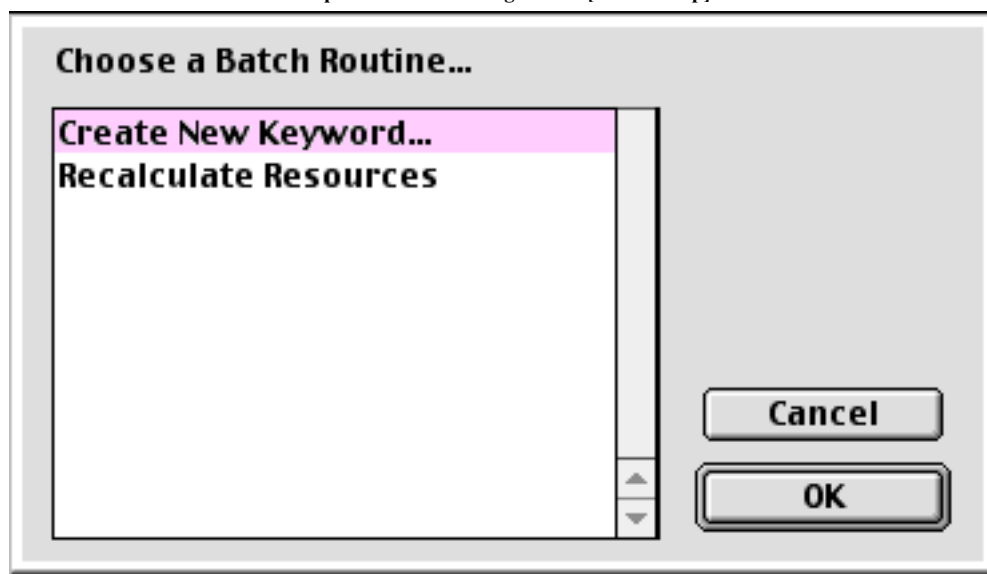 Choose a Batch Routine...
Create New Keyword...
Recalculate Resources
Cancel
OK